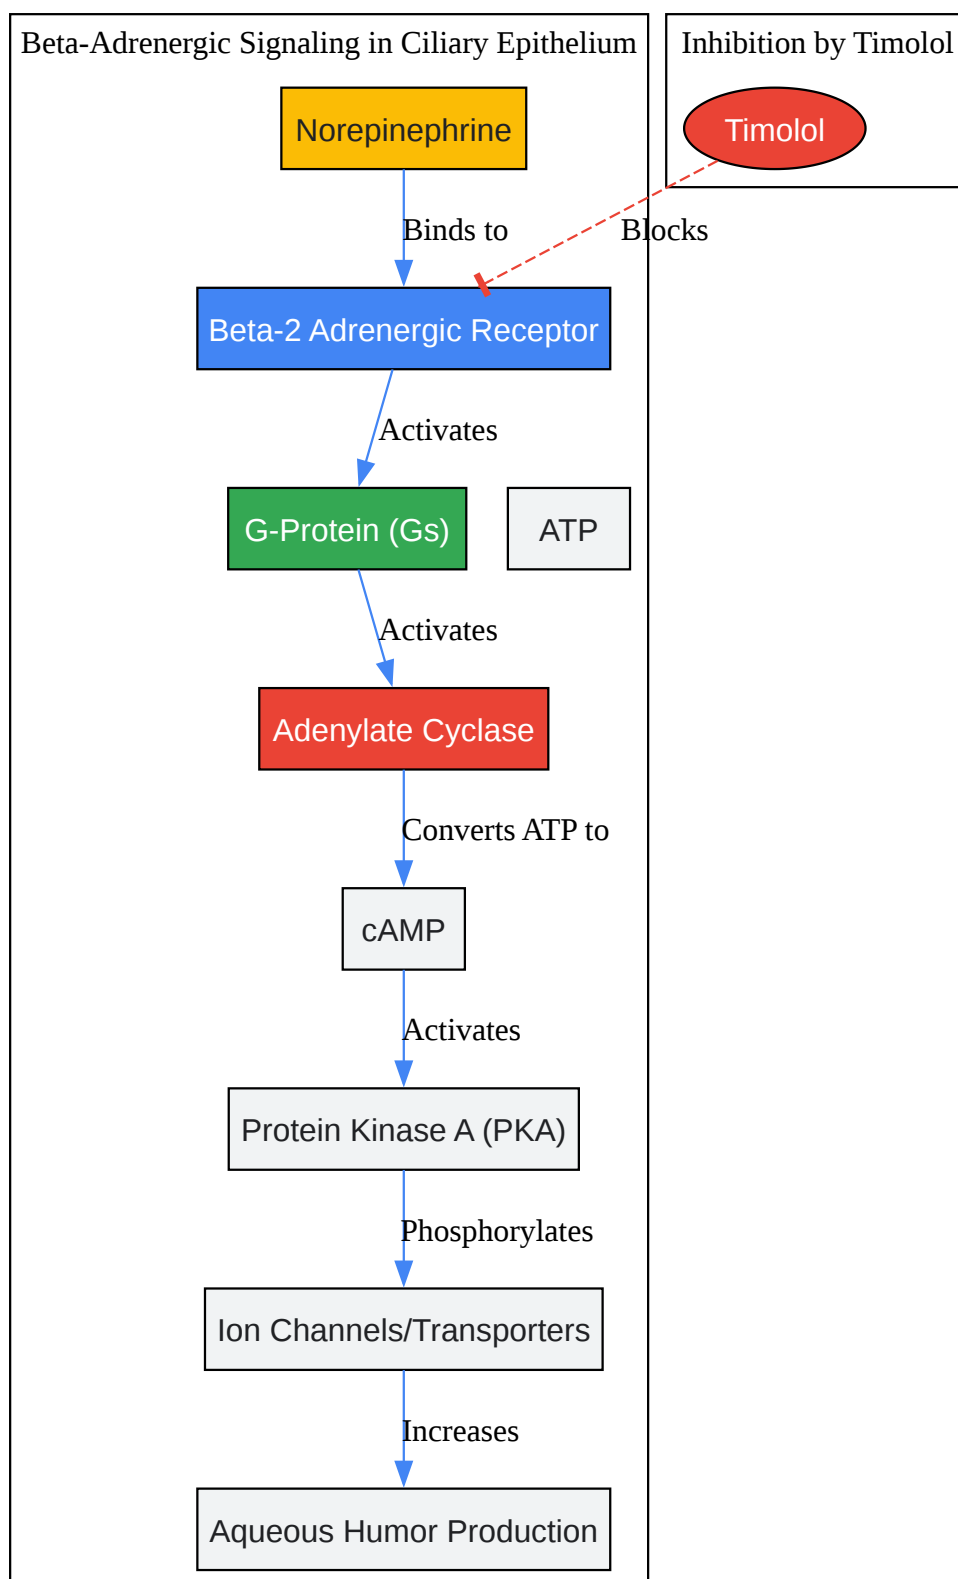 Beta-Adrenergic Signaling in Ciliary Epithelium
Inhibition by Timolol
Norepinephrine
Timolol
Binds to
Blocks
Beta-2 Adrenergic Receptor
Activates
G-Protein (Gs)
ATP
Activates
Adenylate Cyclase
Converts ATP to
cAMP
Activates
Protein Kinase A (PKA)
Phosphorylates
Ion Channels/Transporters
Increases
Aqueous Humor Production